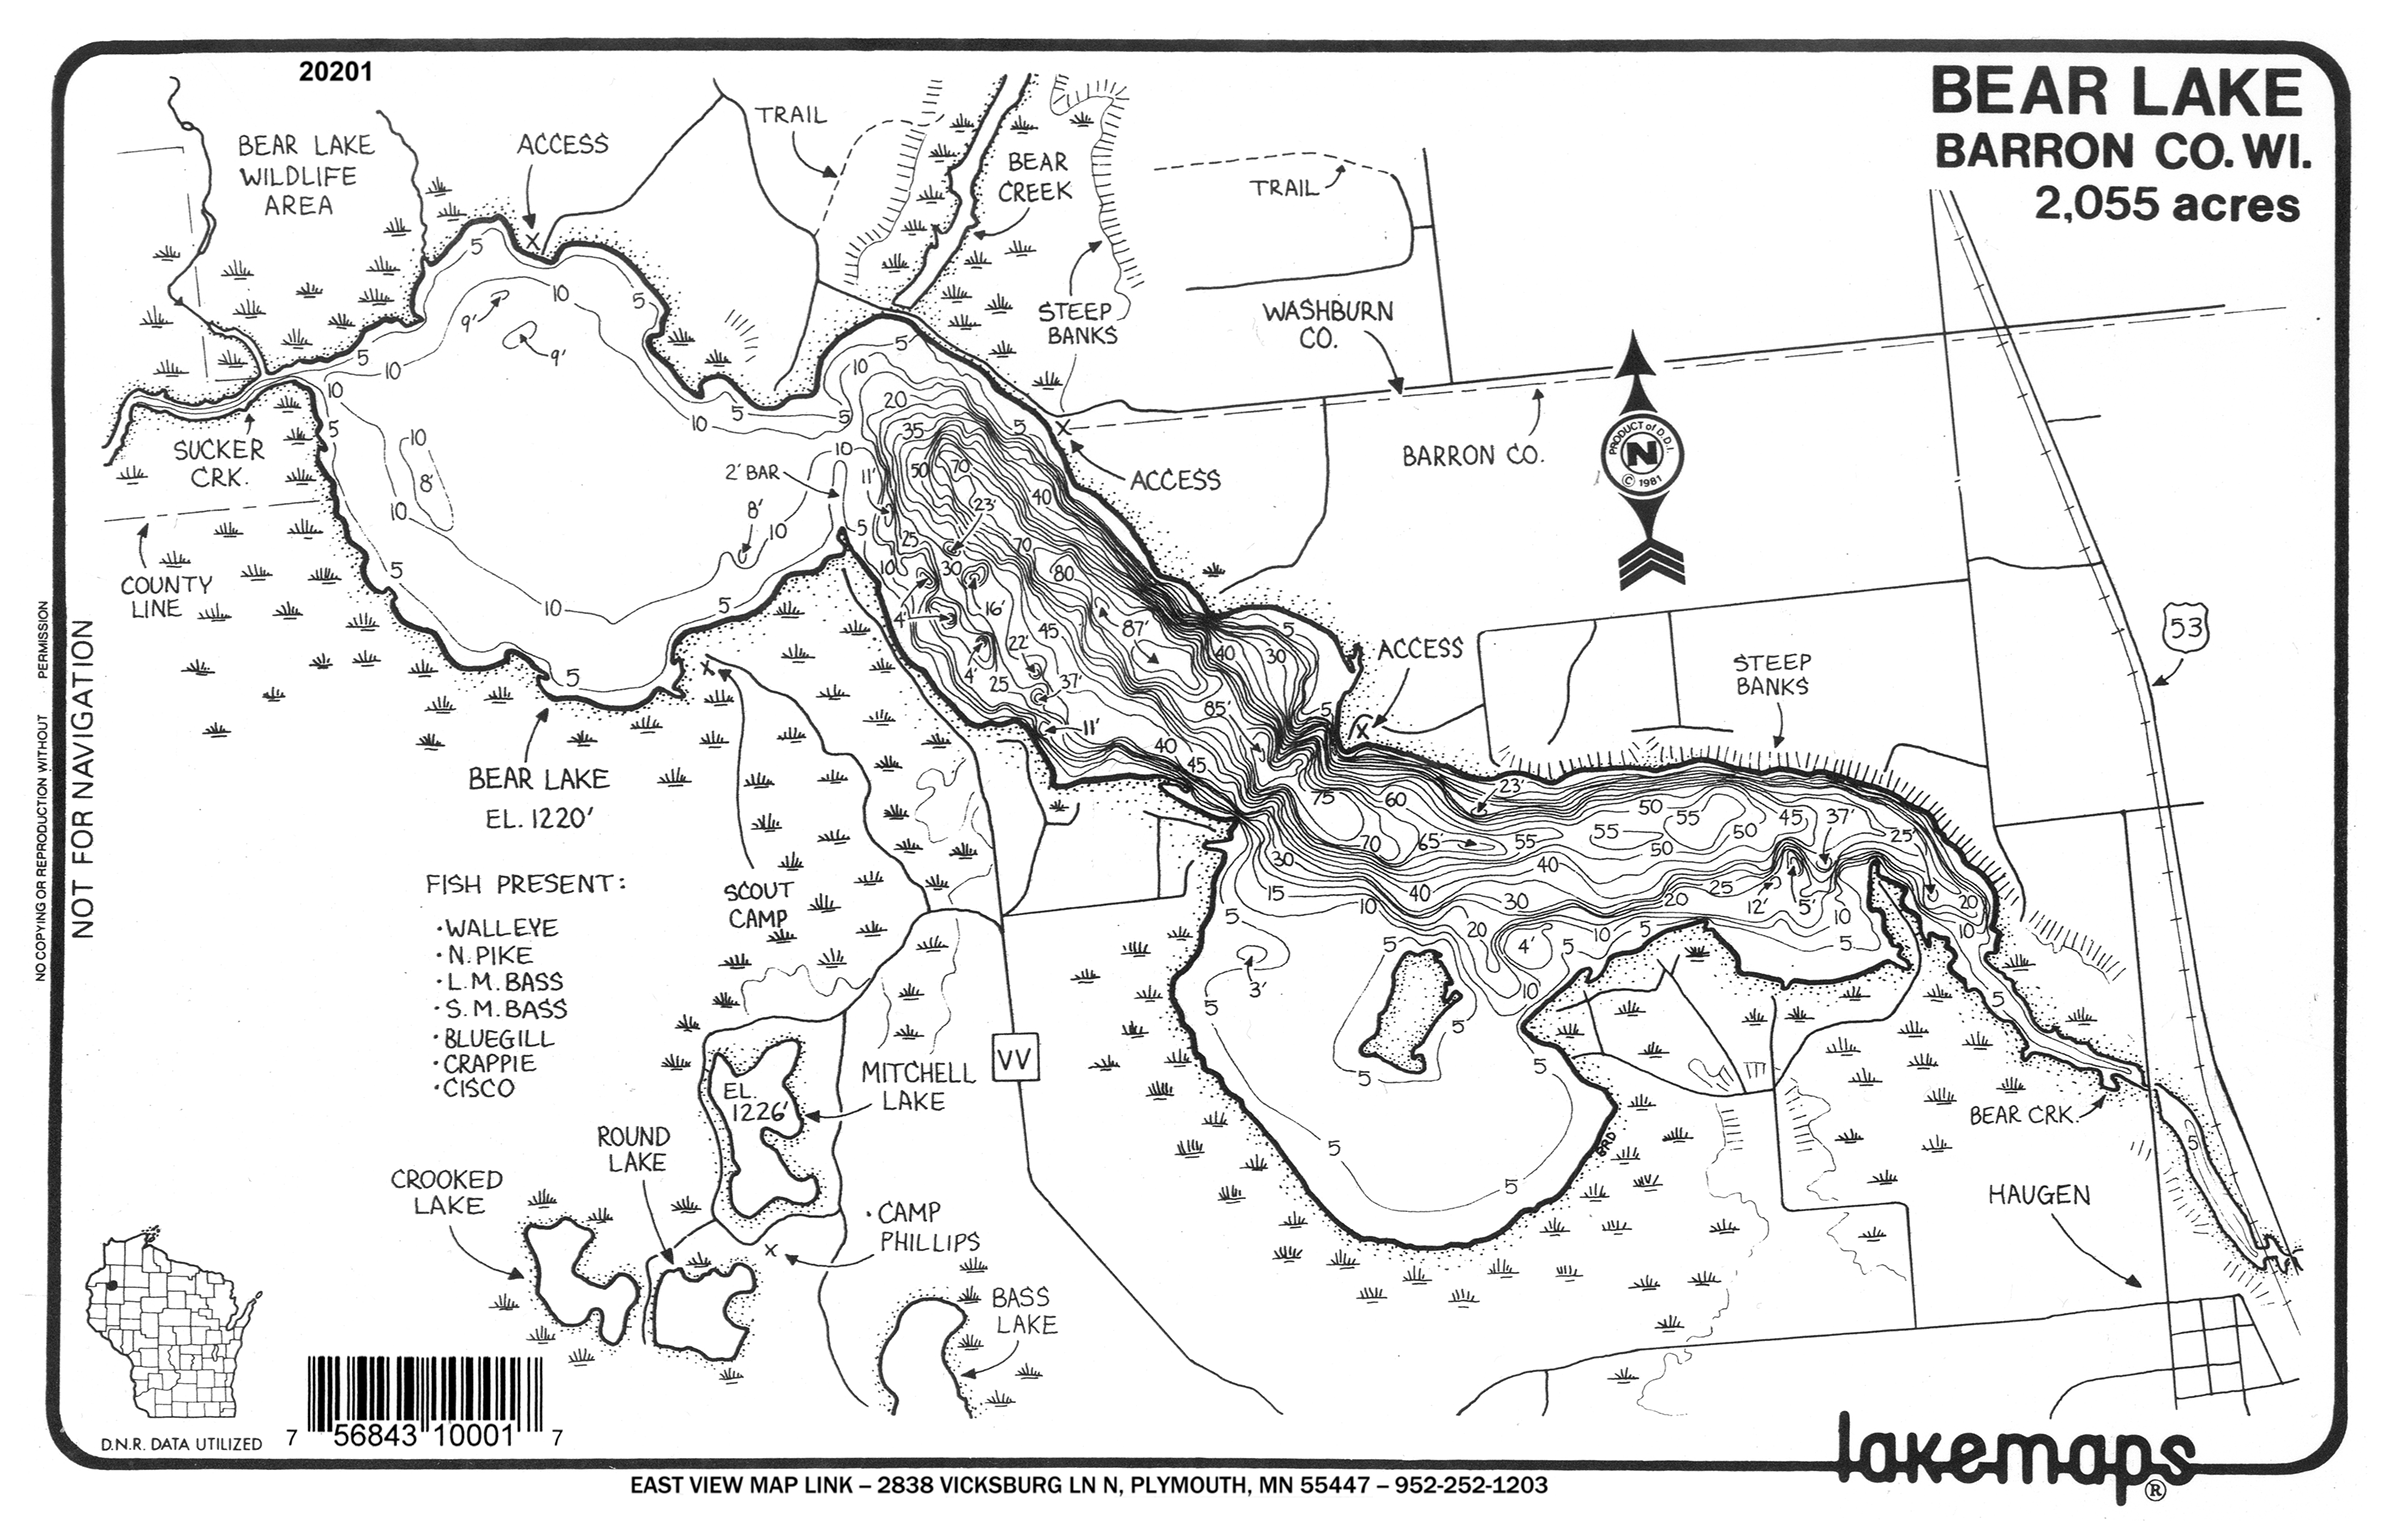 20201
BEAR LAKE
BARRON CO. WI.
2,055 acres
BEAR LAKE
WILDLIFE
AREA
ACCESS
TRAIL
BEAR
CREEK
TRAIL
STEEP
BANKS
WASHBURN
CO.
BARRON CO.
PRODUCT of D.D.I.
N
© 1981
ACCESS
SUCKER
CRK.
COUNTY
LINE
5
10
5
9'
9'
5
10
10
5
10
8'
10
10
5
5
10
5
10
5
10
2' BAR
8'
10
5
5
10
20
35
50
70
5
40
11'
23'
25
10
30
70
80
16'
4'
45
87'
22'
4'
25
37'
11'
85'
40
45
5
40
30
5
ACCESS
STEEP
BANKS
53
BEAR LAKE
EL. 1220'
SCOUT
CAMP
FISH PRESENT:
•WALLEYE
•N. PIKE
•L.M. BASS
•S.M. BASS
•BLUEGILL
•CRAPPIE
•CISCO
75
60
23'
50
55
45
37'
25'
70
65'
55
55
50
50
30
40
15
40
10
30
20
25
12'
5'
10
20
10
5
20
4'
5
10
5
5
3'
5
5
10'
5
5
5
5
5
5
BRD
VV
MITCHELL
LAKE
EL.
1226'
ROUND
LAKE
CROOKED
LAKE
• CAMP
PHILLIPS
BASS
LAKE
BEAR CRK.
5
HAUGEN
NOT FOR NAVIGATION
NO COPYING OR REPRODUCTION WITHOUT PERMISSION
D.N.R. DATA UTILIZED
7 56843 10001 7
lakemaps®
EAST VIEW MAP LINK – 2838 VICKSBURG LN N, PLYMOUTH, MN 55447 – 952-252-1203